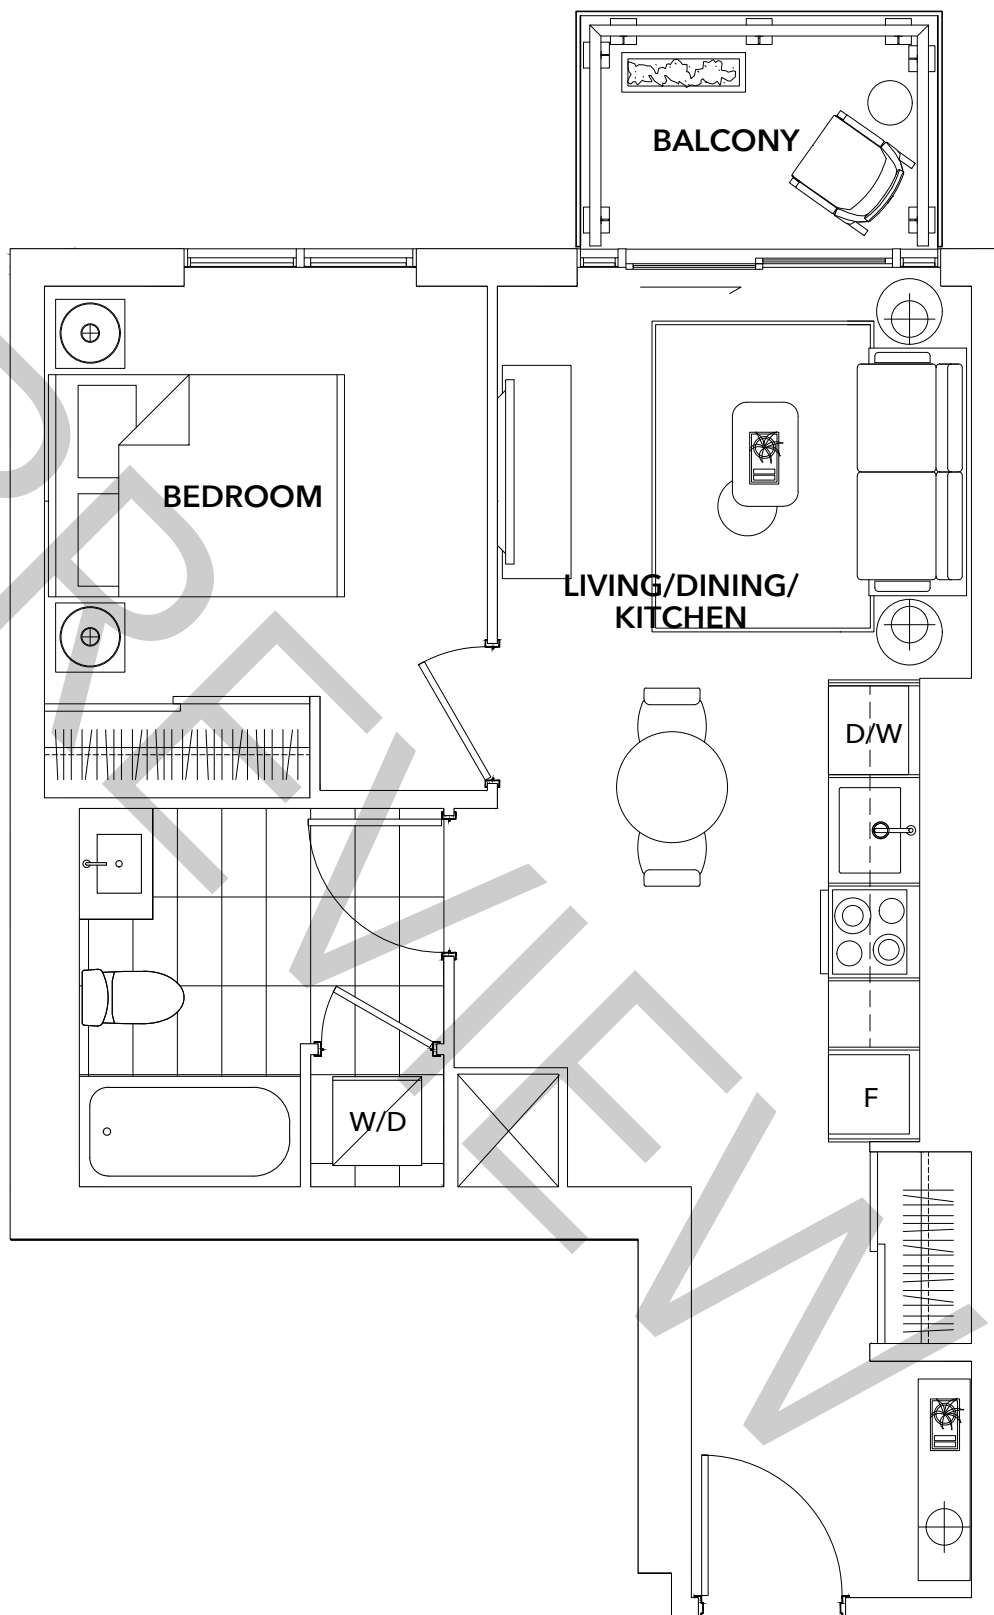 BALCONY
BEDROOM
LIVING/DINING/
KITCHEN
D/W
W/D
F
PREVIEW